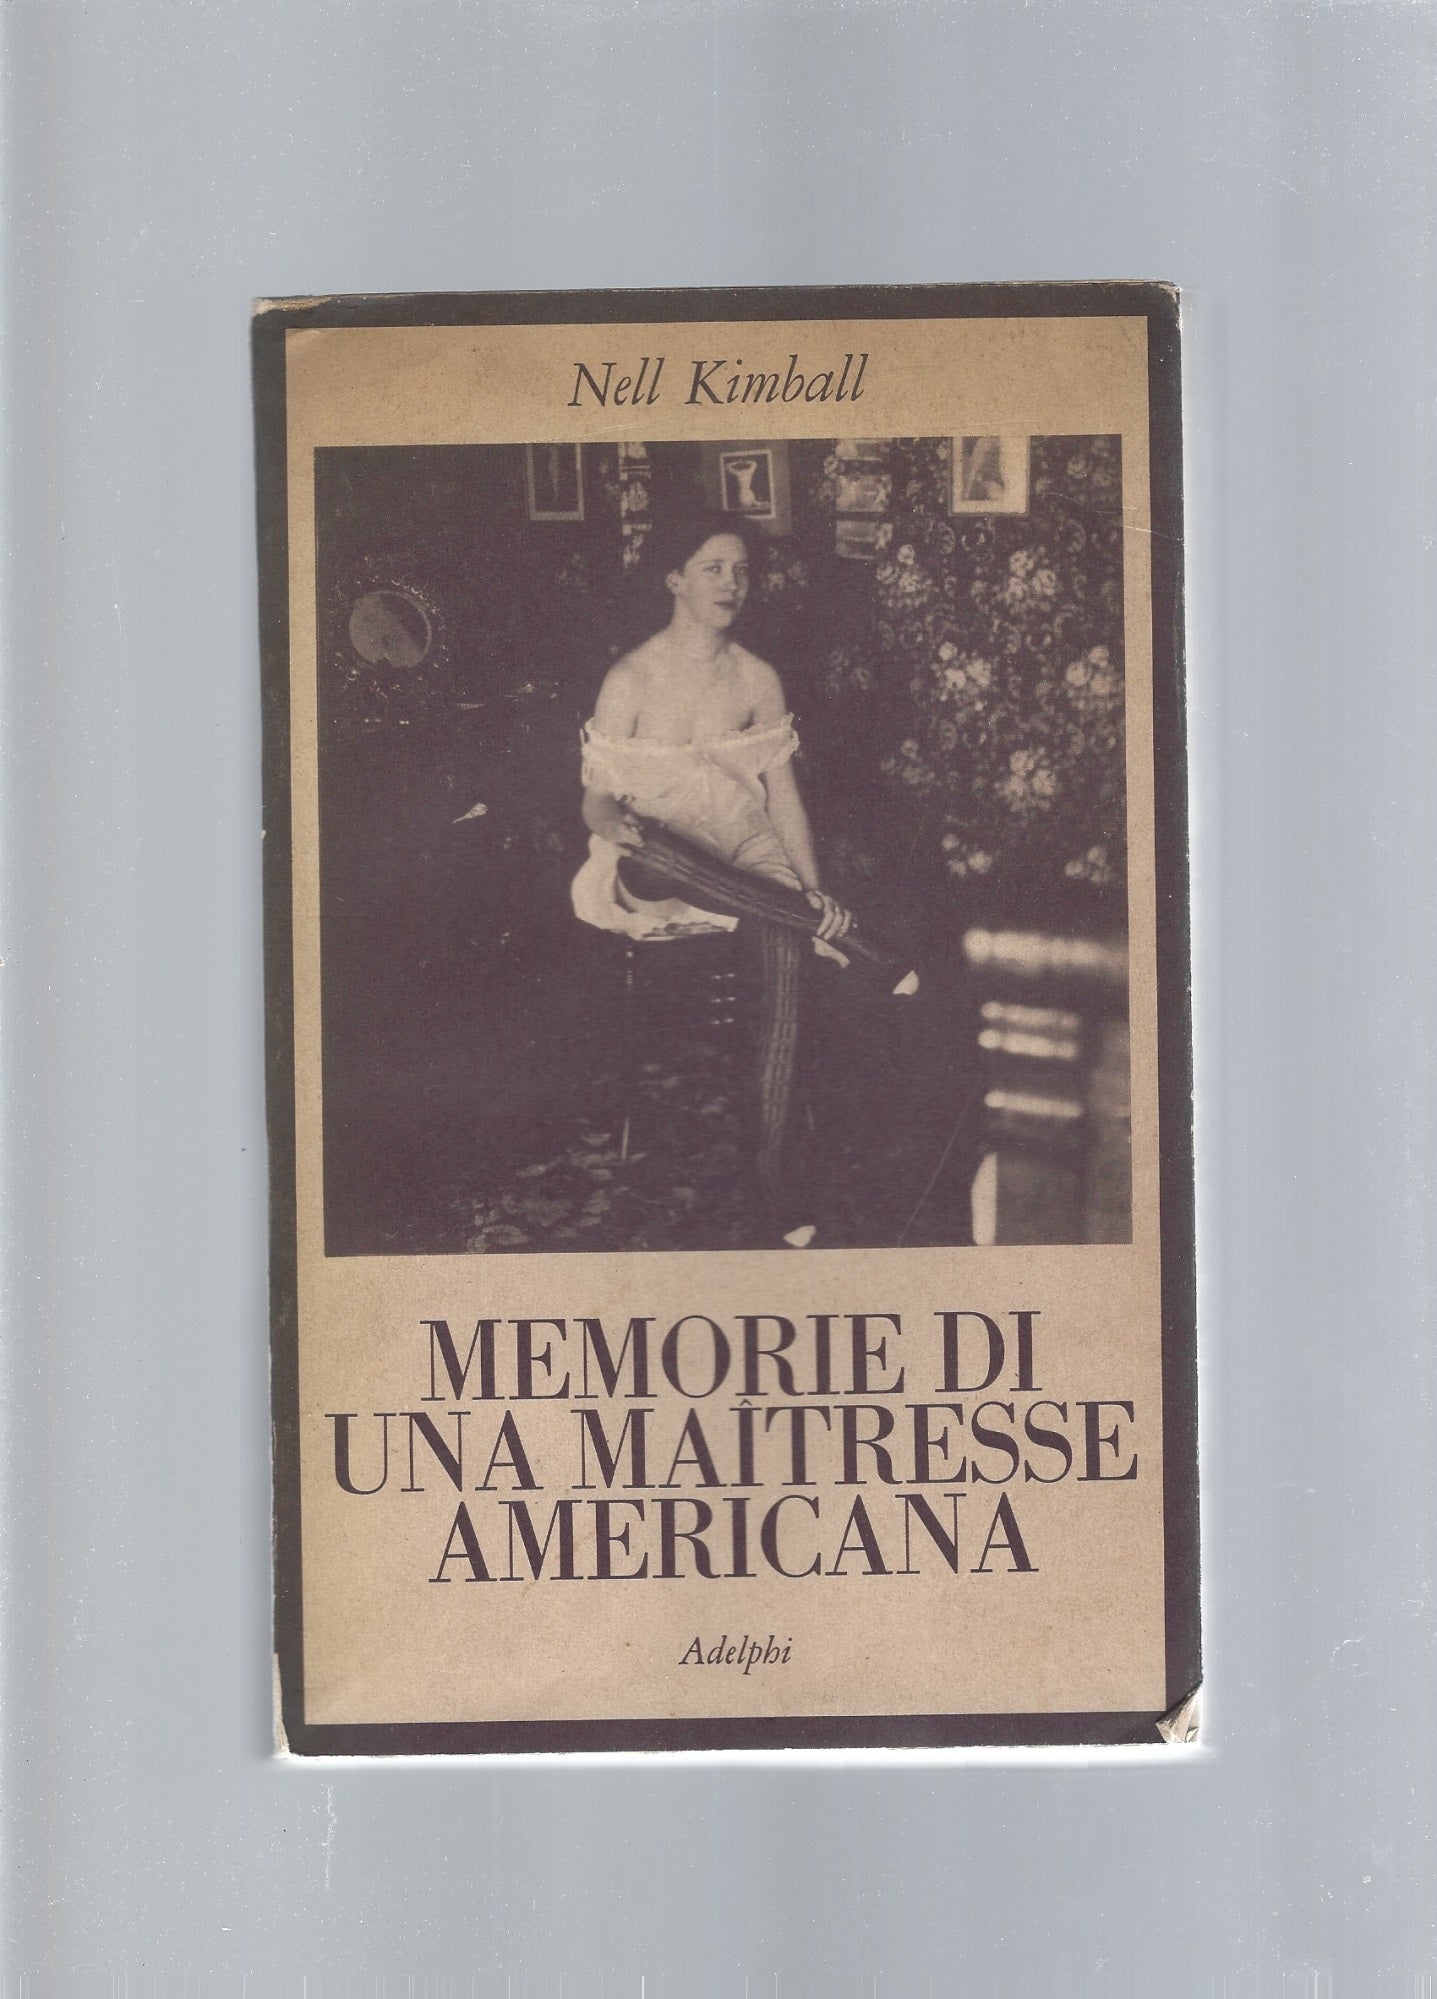 Nell Kimball
MEMORIE DI
UNA MAÎTRESSE
AMERICANA
Adelphi